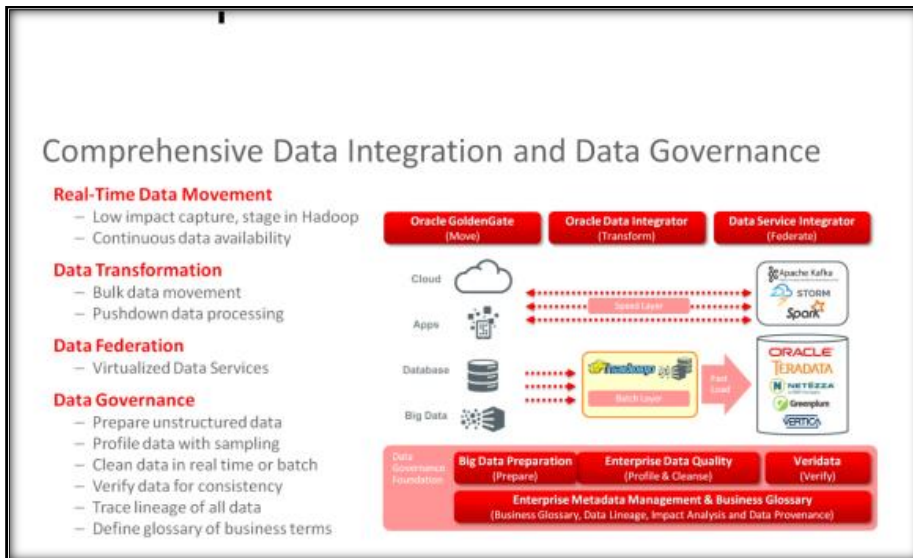 Comprehensive Data Integration and Data Governance
Real-Time Data Movement
– Low impact capture, stage in Hadoop
– Continuous data availability
Data Transformation
– Bulk data movement
– Pushdown data processing
Data Federation
– Virtualized Data Services
Data Governance
– Prepare unstructured data
– Profile data with sampling
– Clean data in real time or batch
– Verify data for consistency
– Trace lineage of all data
– Define glossary of business terms
Oracle GoldenGate
(Move)
Oracle Data Integrator
(Transform)
Data Service Integrator
(Federate)
Cloud
Apps
Database
Big Data
Speed Layer
Apache Kafka
STORM
Spark
hadoop
Batch Layer
Fast
Load
ORACLE
TERADATA
NETEZZA
Greenplum
VERTICA
Data
Governance
Foundation
Big Data Preparation
(Prepare)
Enterprise Data Quality
(Profile & Cleanse)
Veridata
(Verify)
Enterprise Metadata Management & Business Glossary
(Business Glossary, Data Lineage, Impact Analysis and Data Provenance)